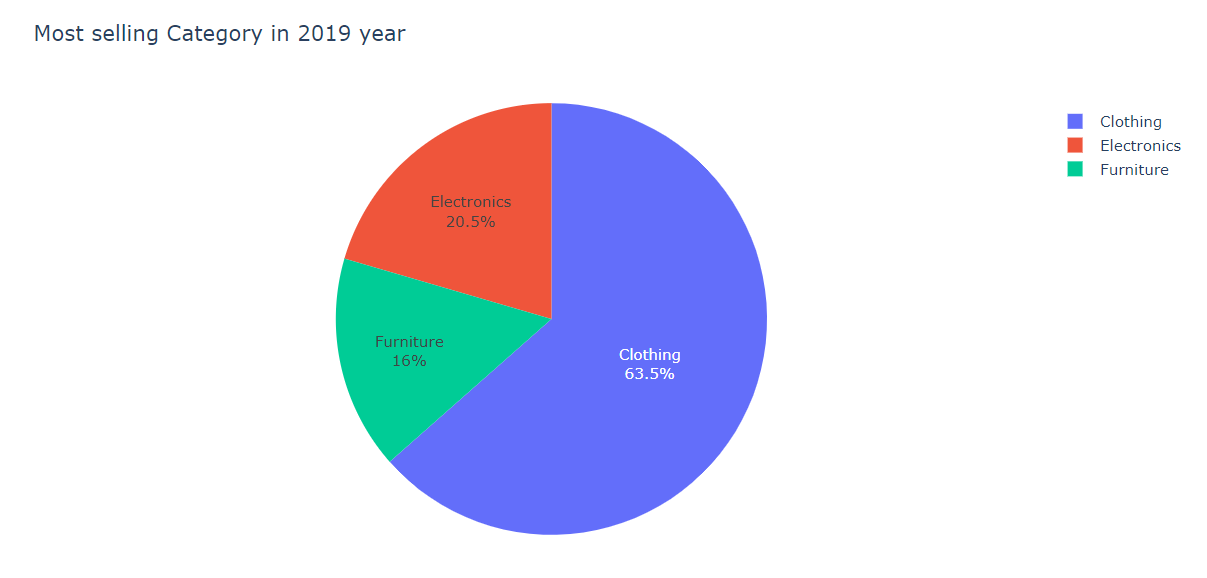 Most selling Category in 2019 year
Clothing
Electronics
Furniture
Electronics
20.5%
Furniture
16%
Clothing
63.5%